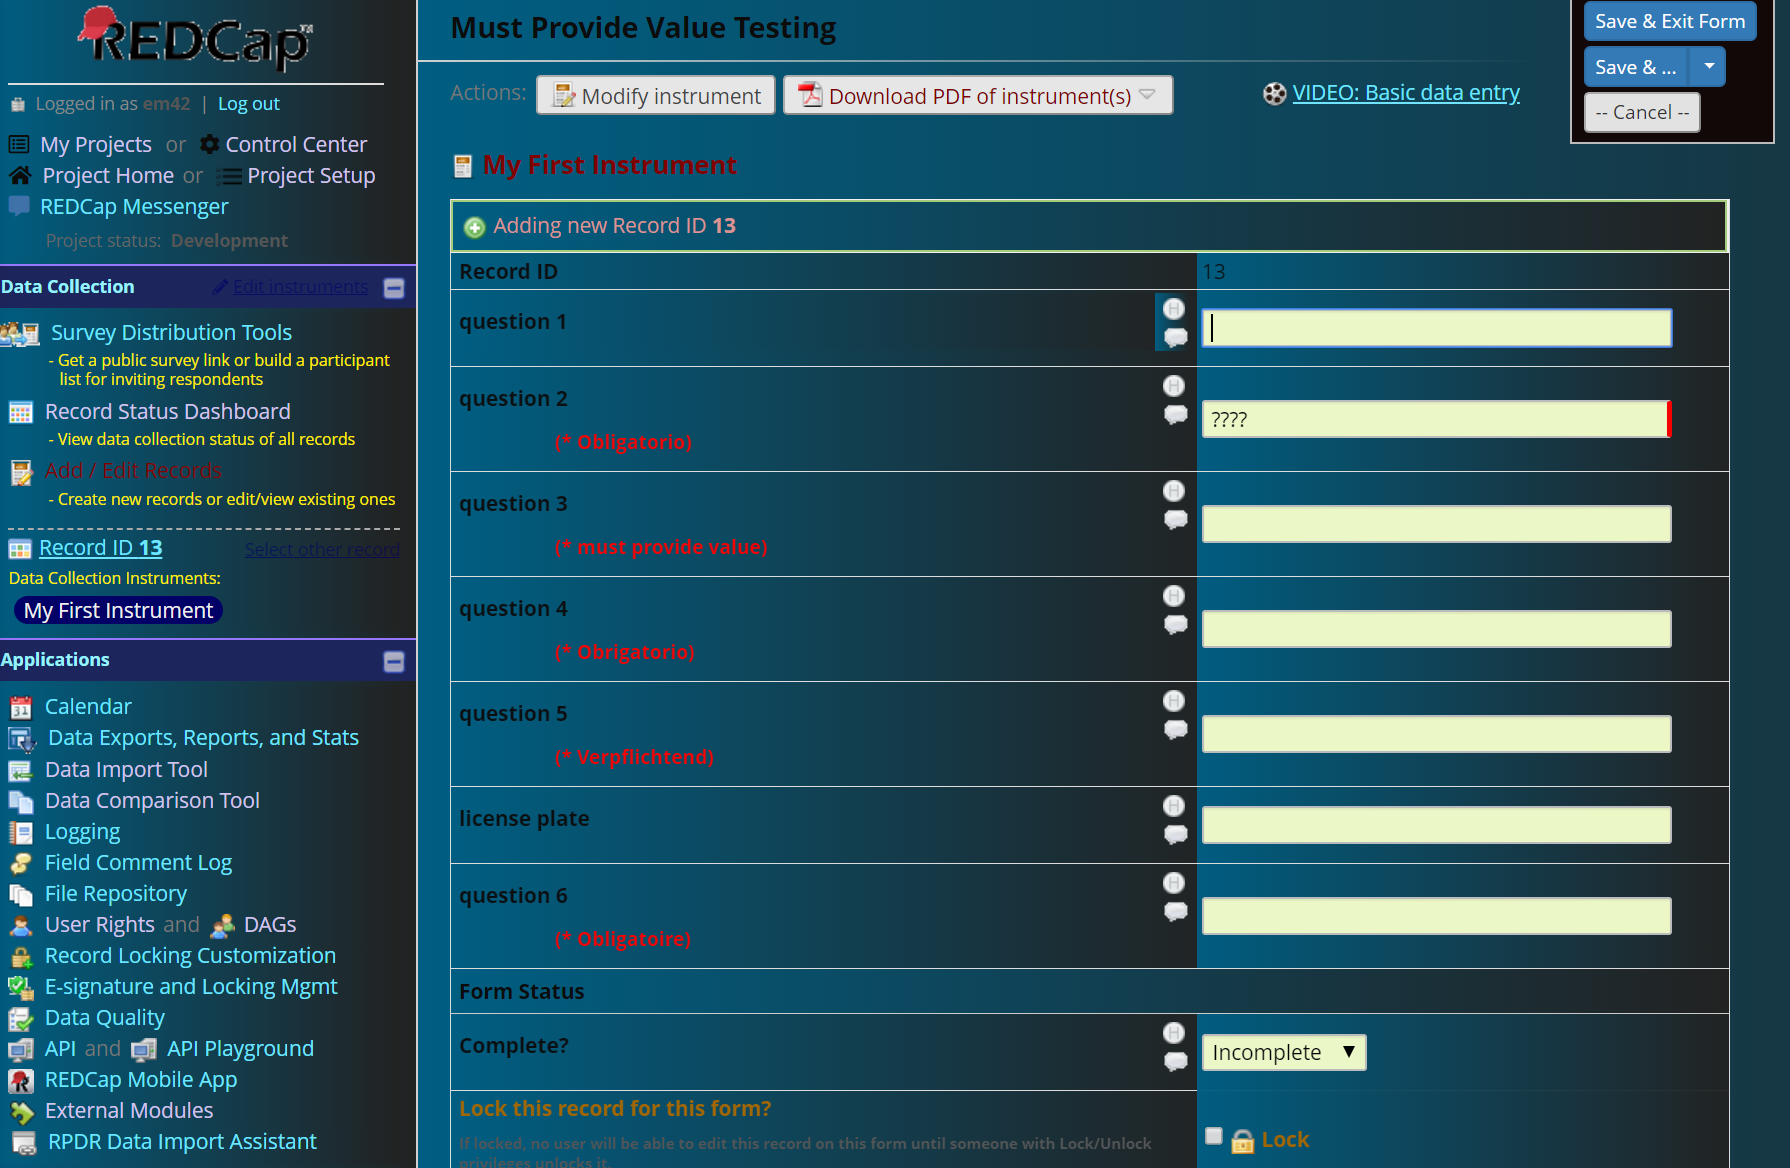 REDCap™
Logged in as em42 | Log out
My Projects or Control Center
Project Home or Project Setup
REDCap Messenger
Project status: Development
Data Collection Edit instruments
Survey Distribution Tools
- Get a public survey link or build a participant
list for inviting respondents
Record Status Dashboard
- View data collection status of all records
Add / Edit Records
- Create new records or edit/view existing ones
Record ID 13 Select other record
Data Collection Instruments:
My First Instrument
Applications
Calendar
Data Exports, Reports, and Stats
Data Import Tool
Data Comparison Tool
Logging
Field Comment Log
File Repository
User Rights and DAGs
Record Locking Customization
E-signature and Locking Mgmt
Data Quality
API and API Playground
REDCap Mobile App
External Modules
RPDR Data Import Assistant
Must Provide Value Testing
Save & Exit Form
Save & ...
-- Cancel --
Actions: Modify instrument Download PDF of instrument(s) VIDEO: Basic data entry
My First Instrument
Adding new Record ID 13
Record ID 13
question 1
question 2
(* Obligatorio)
????
question 3
(* must provide value)
question 4
(* Obrigatorio)
question 5
(* Verpflichtend)
license plate
question 6
(* Obligatoire)
Form Status
Complete? Incomplete
Lock this record for this form?
If locked, no user will be able to edit this record on this form until someone with Lock/Unlock
privileges unlocks it.
Lock